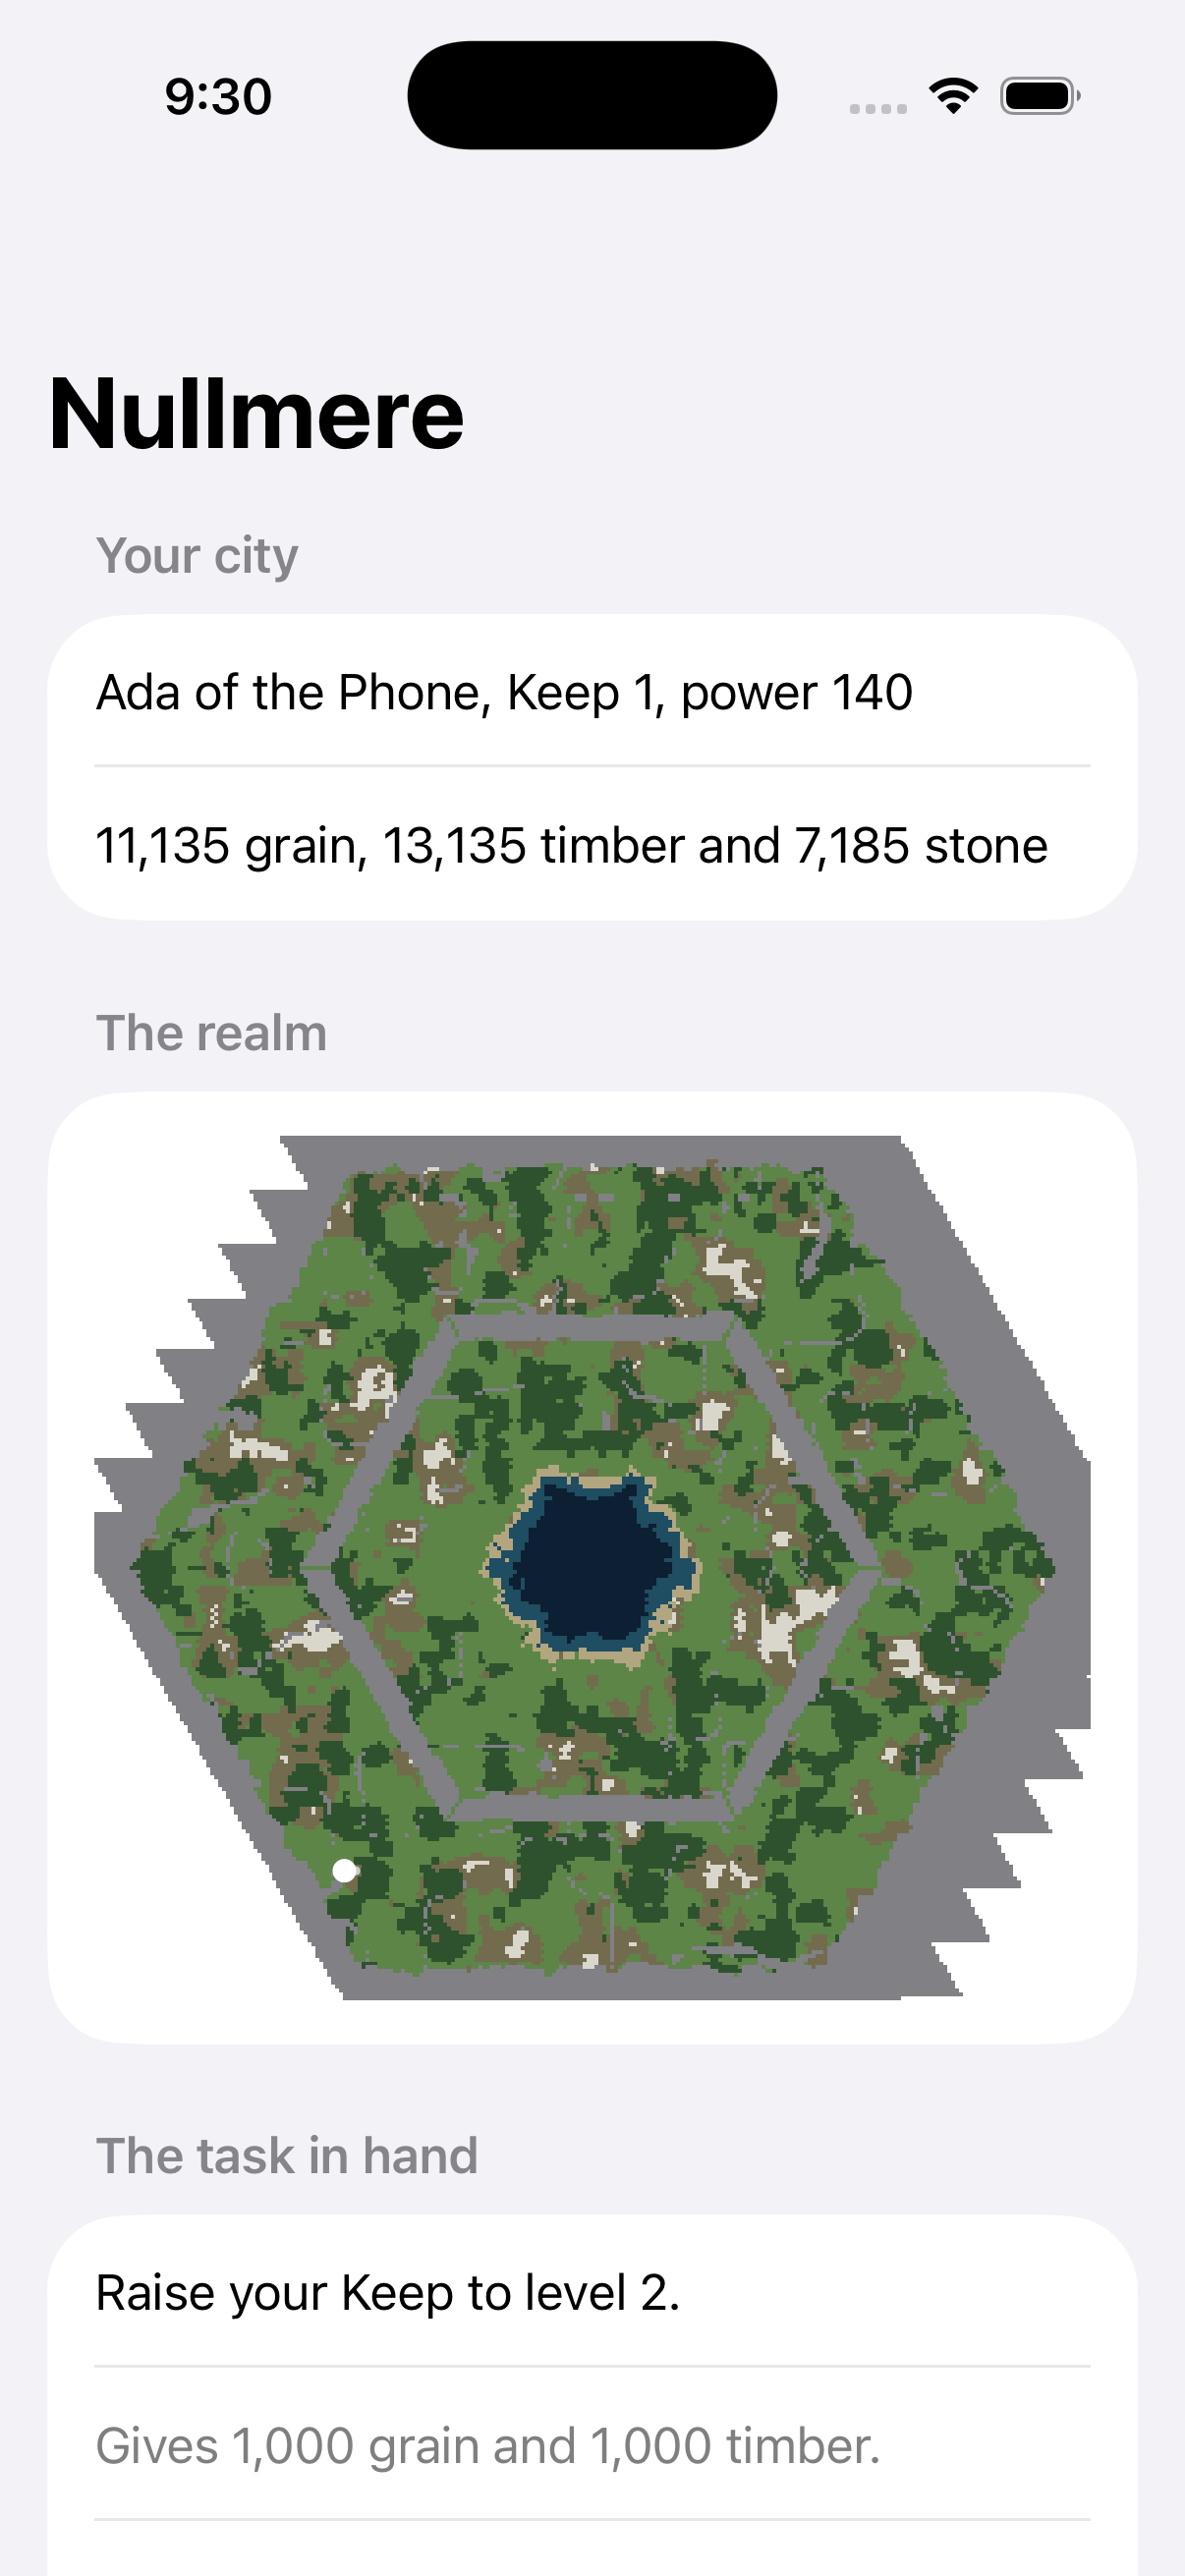 9:30
Nullmere
Your city
Ada of the Phone, Keep 1, power 140
11,135 grain, 13,135 timber and 7,185 stone
The realm
The task in hand
Raise your Keep to level 2.
Gives 1,000 grain and 1,000 timber.